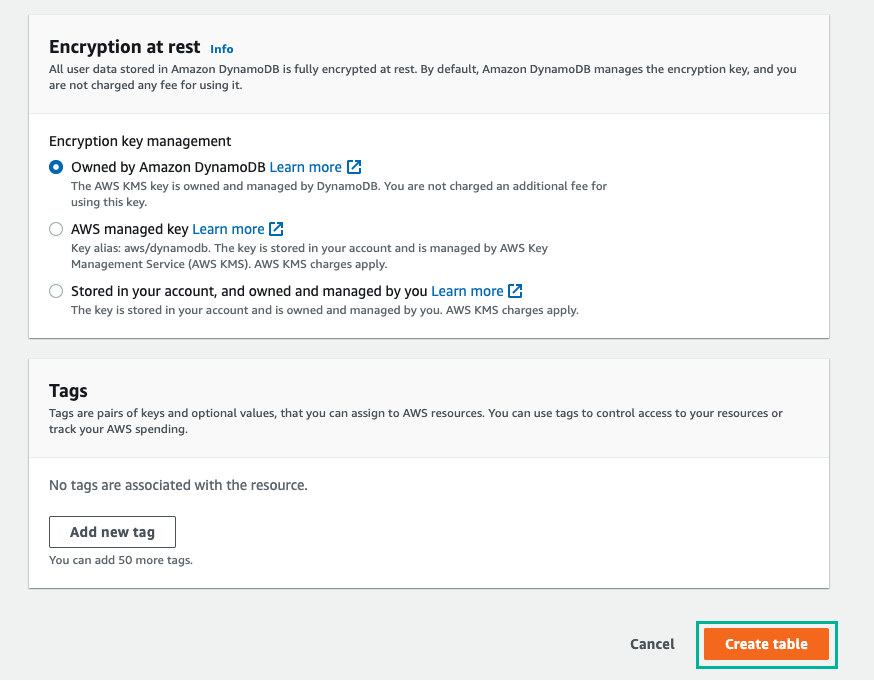 Encryption at rest Info
All user data stored in Amazon DynamoDB is fully encrypted at rest. By default, Amazon DynamoDB manages the encryption key, and you
are not charged any fee for using it.
Encryption key management
Owned by Amazon DynamoDB Learn more
The AWS KMS key is owned and managed by DynamoDB. You are not charged an additional fee for
using this key.
AWS managed key Learn more
Key alias: aws/dynamodb. The key is stored in your account and is managed by AWS Key
Management Service (AWS KMS). AWS KMS charges apply.
Stored in your account, and owned and managed by you Learn more
The key is stored in your account and is owned and managed by you. AWS KMS charges apply.
Tags
Tags are pairs of keys and optional values, that you can assign to AWS resources. You can use tags to control access to your resources or
track your AWS spending.
No tags are associated with the resource.
Add new tag
You can add 50 more tags.
Cancel Create table